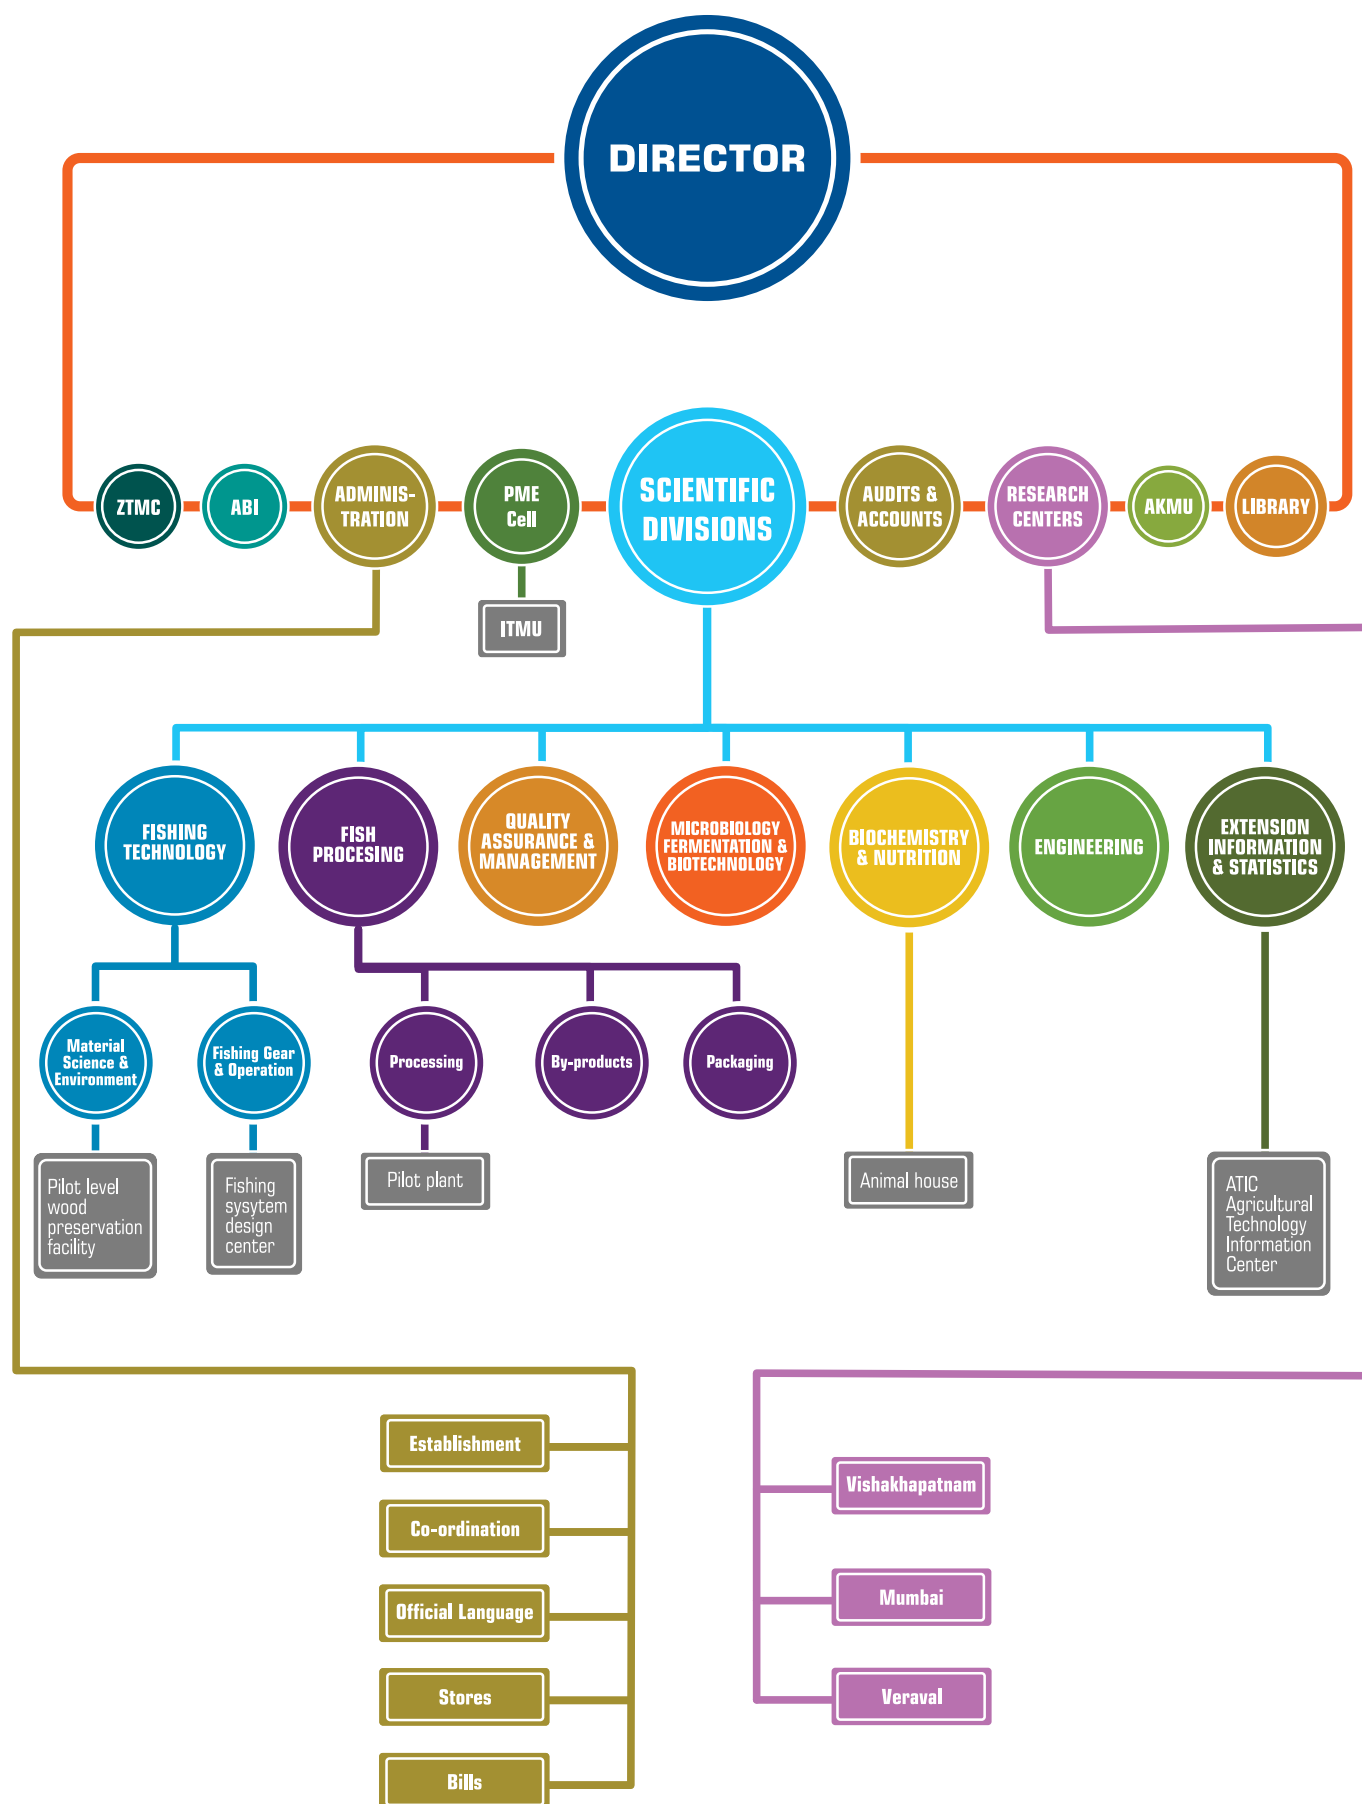 DIRECTOR
ZTMC
ABI
ADMINIS-
TRATION
PME
Cell
SCIENTIFIC
DIVISIONS
AUDITS &
ACCOUNTS
RESEARCH
CENTERS
AKMU
LIBRARY
ITMU
FISHING
TECHNOLOGY
FISH
PROCESING
QUALITY
ASSURANCE &
MANAGEMENT
MICROBIOLOGY
FERMENTATION &
BIOTECHNOLOGY
BIOCHEMISTRY
& NUTRITION
ENGINEERING
EXTENSION
INFORMATION
& STATISTICS
Material
Science &
Environment
Fishing Gear
& Operation
Processing
By-products
Packaging
Pilot level
wood
preservation
facility
Fishing
sysytem
design
center
Pilot plant
Animal house
ATIC
Agricultural
Technology
Information
Center
Establishment
Co-ordination
Official Language
Stores
Bills
Vishakhapatnam
Mumbai
Veraval